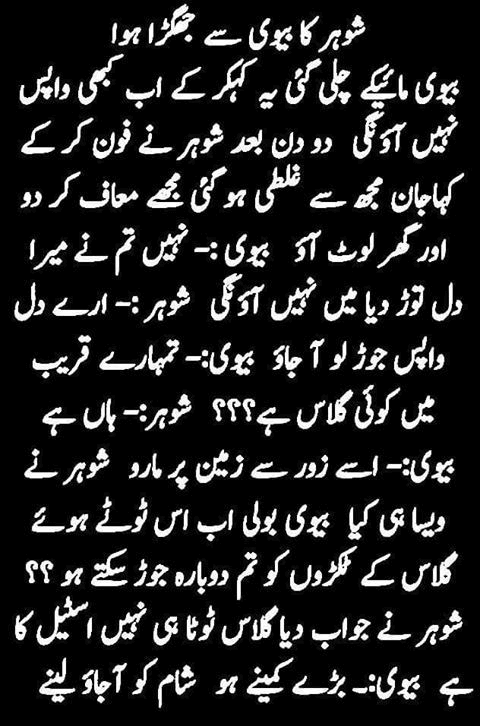 شوہر کا بیوی سے جھگڑا ہوا
بیوی مائیکے چلی گئی یہ کہکر کے اب کبھی واپس
نہیں آؤنگی دو دن بعد شوہر نے فون کر کے
کہاجان مجھ سے غلطی ہو گئی مجھے معاف کر دو
اور گھر لوٹ آؤ بیوی :- نہیں تم نے میرا
دل توڑ دیا میں نہیں آؤنگی شوہر :- ارے دل
واپس جوڑ لو آ جاؤ بیوی:- تمہارے قریب
میں کوئی گلاس ہے؟؟؟ شوہر:- ہاں ہے
بیوی:- اسے زور سے زمین پر مارو شوہر نے
ویسا ہی کیا بیوی بولی اب اس ٹوٹے ہوئے
گلاس کے ٹکڑوں کو تم دوبارہ جوڑ سکتے ہو ؟؟
شوہر نے جواب دیا گلاس ٹوٹا ہی نہیں اسٹیل کا
ہے بیوی:۔ بڑے کمینے ہو شام کو آجاؤ لینے